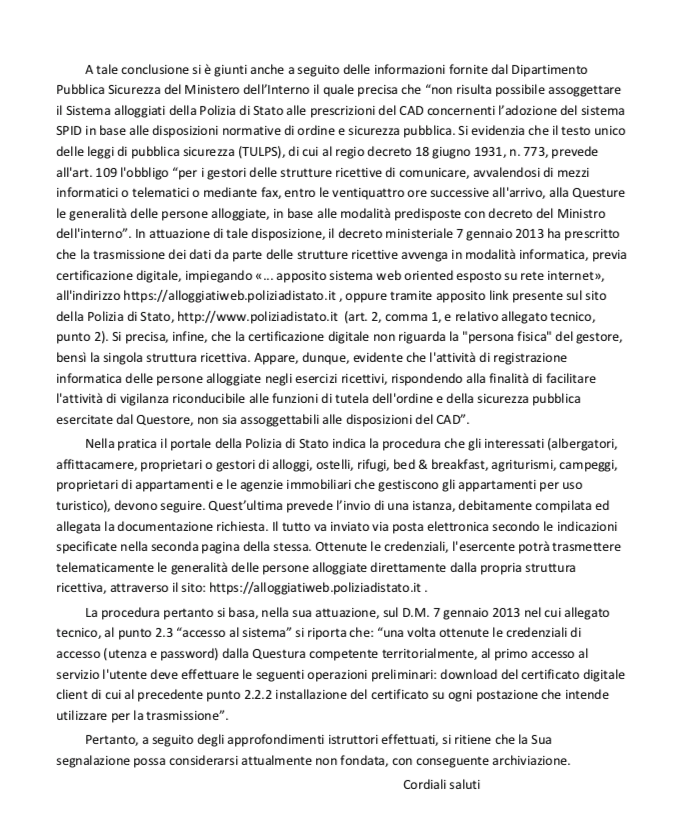 A tale conclusione si è giunti anche a seguito delle informazioni fornite dal Dipartimento
Pubblica Sicurezza del Ministero dell'Interno il quale precisa che “non risulta possibile assoggettare
il Sistema alloggiati della Polizia di Stato alle prescrizioni del CAD concernenti l'adozione del sistema
SPID in base alle disposizioni normative di ordine e sicurezza pubblica. Si evidenzia che il testo unico
delle leggi di pubblica sicurezza (TULPS), di cui al regio decreto 18 giugno 1931, n. 773, prevede
all'art. 109 l'obbligo “per i gestori delle strutture ricettive di comunicare, avvalendosi di mezzi
informatici o telematici o mediante fax, entro le ventiquattro ore successive all'arrivo, alla Questure
le generalità delle persone alloggiate, in base alle modalità predisposte con decreto del Ministro
dell'interno”. In attuazione di tale disposizione, il decreto ministeriale 7 gennaio 2013 ha prescritto
che la trasmissione dei dati da parte delle strutture ricettive avvenga in modalità informatica, previa
certificazione digitale, impiegando «... apposito sistema web oriented esposto su rete internet»,
all'indirizzo https://alloggiatiweb.poliziadistato.it , oppure tramite apposito link presente sul sito
della Polizia di Stato, http://www.poliziadistato.it (art. 2, comma 1, e relativo allegato tecnico,
punto 2). Si precisa, infine, che la certificazione digitale non riguarda la "persona fisica" del gestore,
bensì la singola struttura ricettiva. Appare, dunque, evidente che l'attività di registrazione
informatica delle persone alloggiate negli esercizi ricettivi, rispondendo alla finalità di facilitare
l'attività di vigilanza riconducibile alle funzioni di tutela dell'ordine e della sicurezza pubblica
esercitate dal Questore, non sia assoggettabili alle disposizioni del CAD”.
Nella pratica il portale della Polizia di Stato indica la procedura che gli interessati (albergatori,
affittacamere, proprietari o gestori di alloggi, ostelli, rifugi, bed & breakfast, agriturismi, campeggi,
proprietari di appartamenti e le agenzie immobiliari che gestiscono gli appartamenti per uso
turistico), devono seguire. Quest'ultima prevede l'invio di una istanza, debitamente compilata ed
allegata la documentazione richiesta. Il tutto va inviato via posta elettronica secondo le indicazioni
specificate nella seconda pagina della stessa. Ottenute le credenziali, l'esercente potrà trasmettere
telematicamente le generalità delle persone alloggiate direttamente dalla propria struttura
ricettiva, attraverso il sito: https://alloggiatiweb.poliziadistato.it .
La procedura pertanto si basa, nella sua attuazione, sul D.M. 7 gennaio 2013 nel cui allegato
tecnico, al punto 2.3 “accesso al sistema” si riporta che: “una volta ottenute le credenziali di
accesso (utenza e password) dalla Questura competente territorialmente, al primo accesso al
servizio l'utente deve effettuare le seguenti operazioni preliminari: download del certificato digitale
client di cui al precedente punto 2.2.2 installazione del certificato su ogni postazione che intende
utilizzare per la trasmissione”.
Pertanto, a seguito degli approfondimenti istruttori effettuati, si ritiene che la Sua
segnalazione possa considerarsi attualmente non fondata, con conseguente archiviazione.
Cordiali saluti